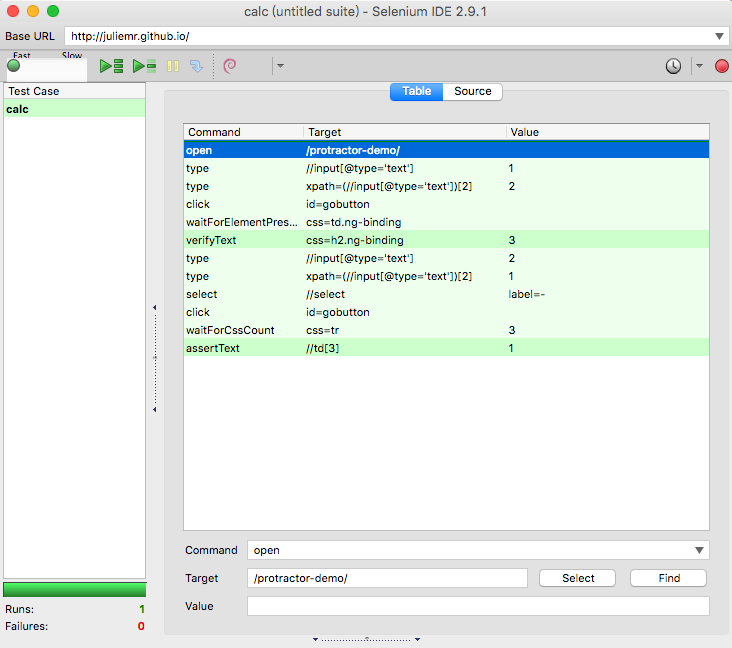 calc (untitled suite) - Selenium IDE 2.9.1
Base URL http://juliemr.github.io/
Fast Slow
Test Case
calc
Table Source
Command Target Value
open /protractor-demo/
type //input[@type='text'] 1
type xpath=(//input[@type='text'])[2] 2
click id=gobutton
waitForElementPres... css=td.ng-binding
verifyText css=h2.ng-binding 3
type //input[@type='text'] 2
type xpath=(//input[@type='text'])[2] 1
select //select label=-
click id=gobutton
waitForCssCount css=tr 3
assertText //td[3] 1
Command open
Target /protractor-demo/ Select Find
Value
Runs: 1
Failures: 0